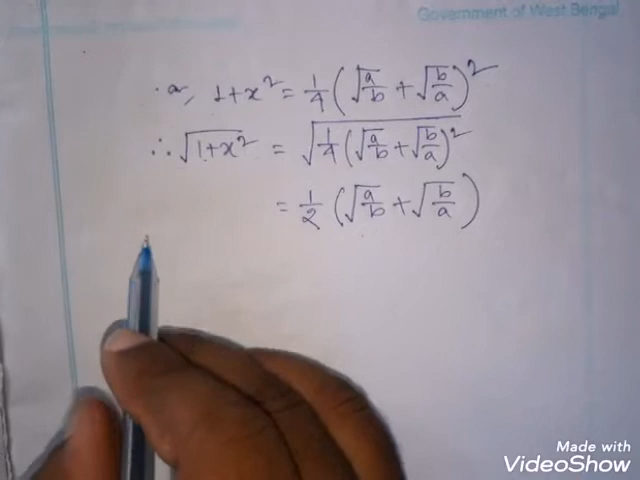 Government of West Bengal
বা, 1+x² = 1/4 (√(a/b) + √(b/a))²
∴ √(1+x²) = √(1/4 (√(a/b) + √(b/a))²)
= 1/2 (√(a/b) + √(b/a))
Made with
VideoShow